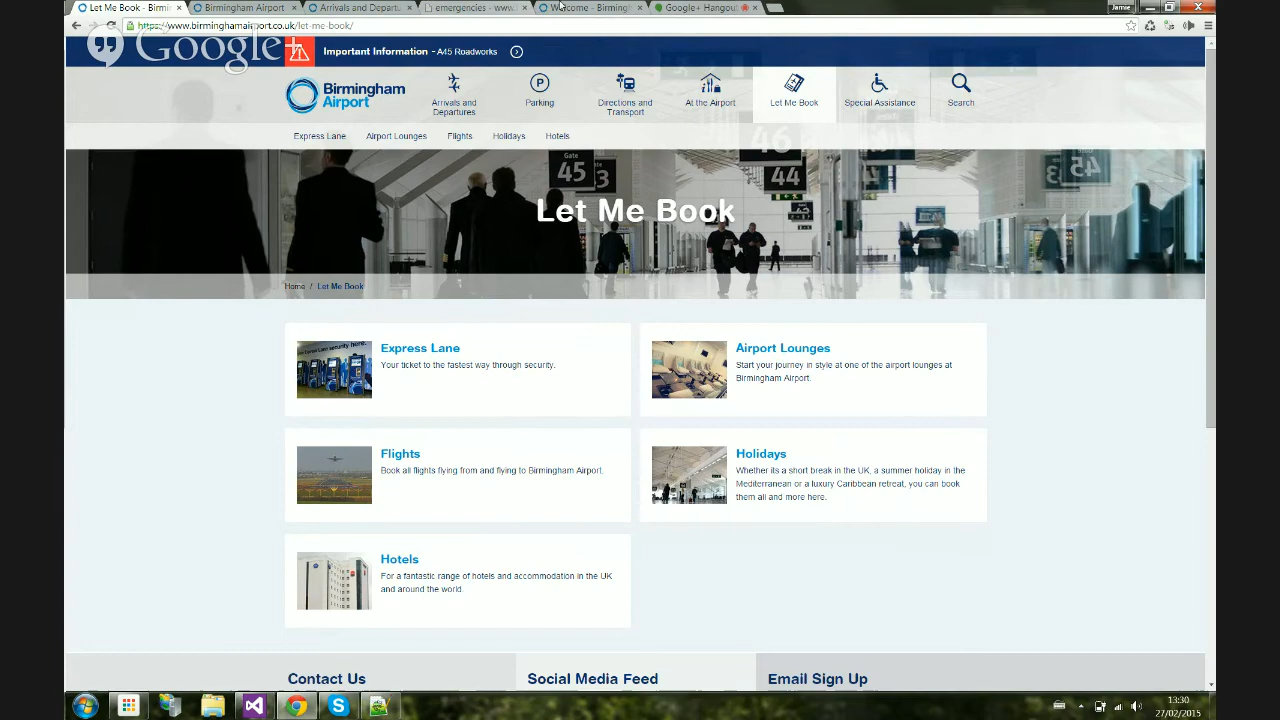 Let Me Book - Birmi
Birmingham Airport
Arrivals and Departu
emergencies - www.
Welcome - Birmingh
Google+ Hangout
Jamie
https://www.birminghamairport.co.uk/let-me-book/
Google+
Important Information - A45 Roadworks
Birmingham
Airport
Arrivals and
Departures
Parking
Directions and
Transport
At the Airport
Let Me Book
Special Assistance
Search
Express Lane
Airport Lounges
Flights
Holidays
Hotels
46
Gate
45
3
44
45
Let Me Book
Home / Let Me Book
Express Lane
Your ticket to the fastest way through security.
Airport Lounges
Start your journey in style at one of the airport lounges at
Birmingham Airport.
Flights
Book all flights flying from and flying to Birmingham Airport.
Holidays
Whether its a short break in the UK, a summer holiday in the
Mediterranean or a luxury Caribbean retreat, you can book
them all and more here.
Hotels
For a fantastic range of hotels and accommodation in the UK
and around the world.
Contact Us
Social Media Feed
Email Sign Up
13:30
27/02/2015